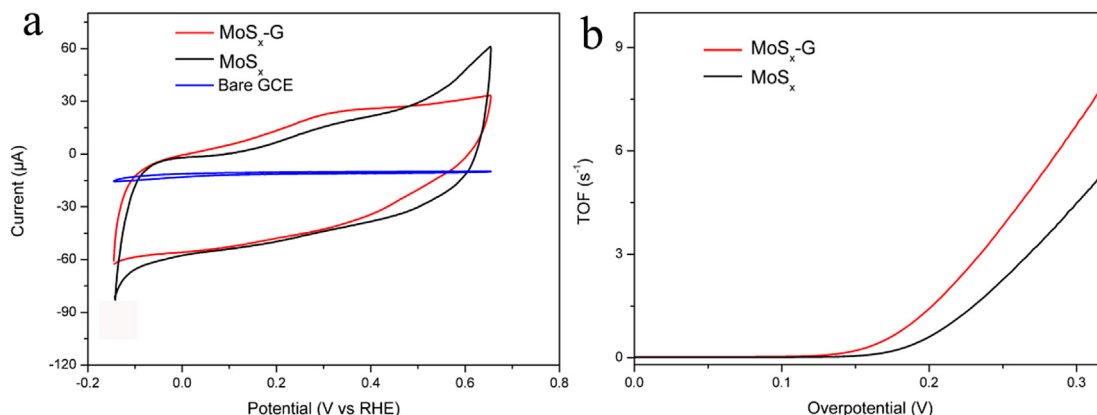 a
MoSₓ-G
MoSₓ
Bare GCE
60
30
0
-30
-60
-90
-120
-0.2
0.0
0.2
0.4
0.6
0.8
Current (µA)
Potential (V vs RHE)
b
MoSₓ-G
MoSₓ
9
6
3
0
0.0
0.1
0.2
0.3
TOF (s⁻¹)
Overpotential (V)